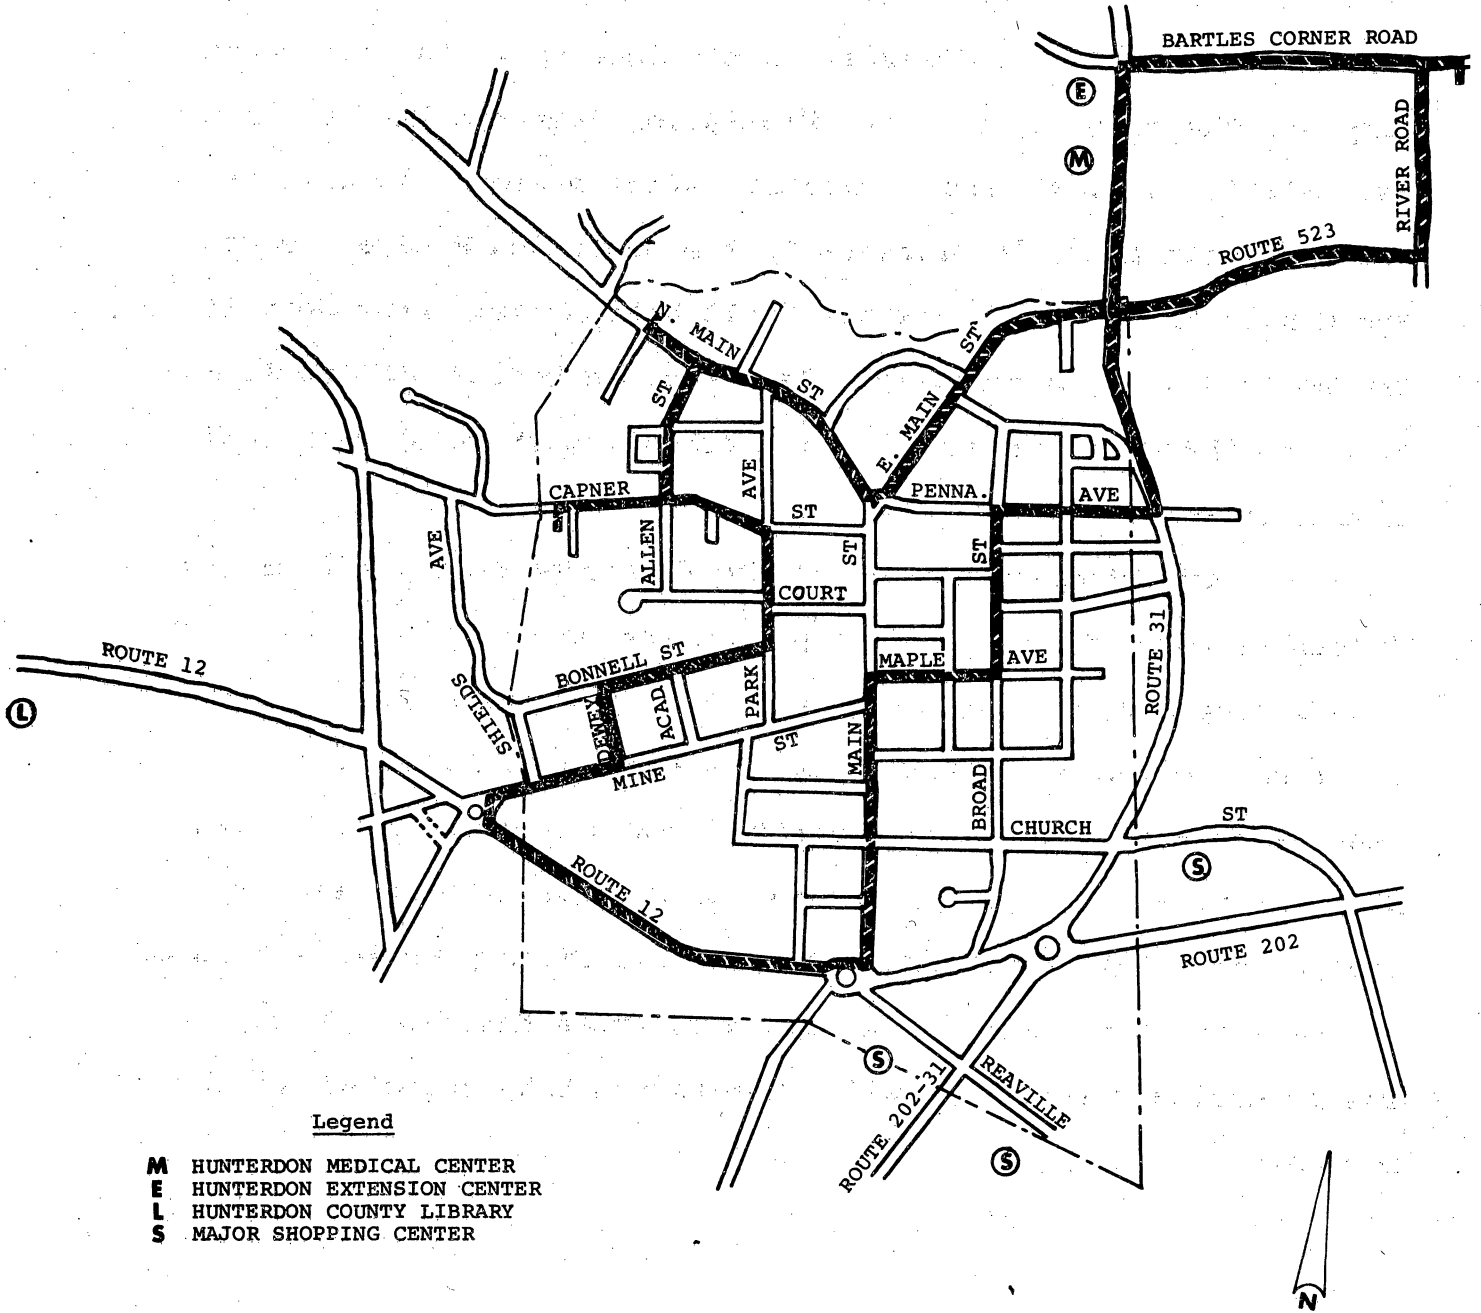 BARTLES CORNER ROAD
E
RIVER ROAD
M
ROUTE 523
N. MAIN
ST
ST
ST
E. MAIN
CAPNER
AVE
PENNA.
AVE
ST
AVE
ALLEN
ST
ST
COURT
ROUTE 31
ROUTE 12
BONNELL ST
MAPLE
AVE
SHIELDS
DEWEY
ACAD
PARK
L
ST
MAIN
MINE
BROAD
CHURCH
ST
ROUTE 12
S
ROUTE 202
S
REAVILLE
ROUTE 202-31
S
Legend
M HUNTERDON MEDICAL CENTER
E HUNTERDON EXTENSION CENTER
L HUNTERDON COUNTY LIBRARY
S MAJOR SHOPPING CENTER
N